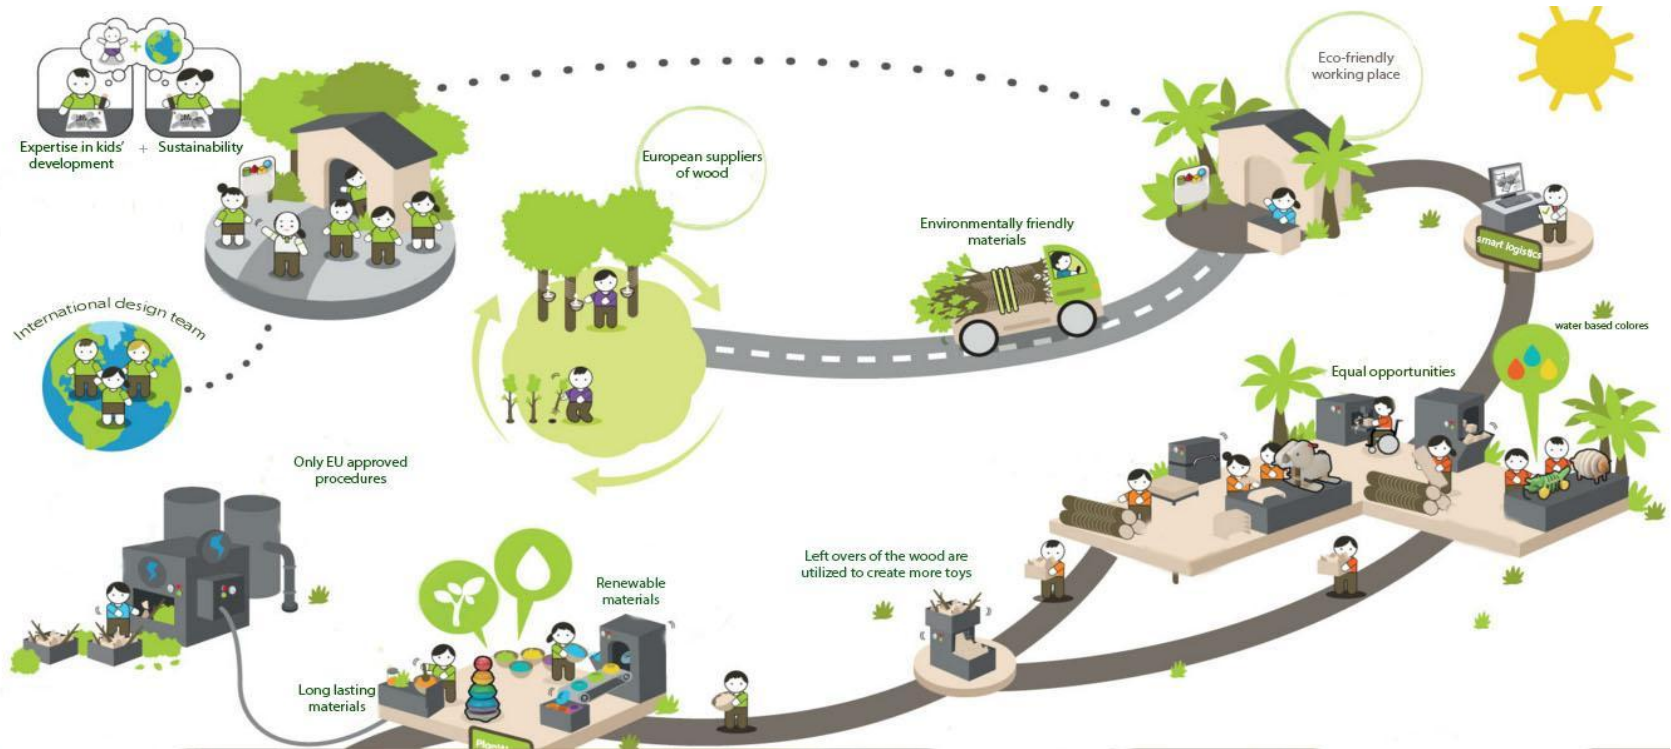 Expertise in kids'
development
+
Sustainability
International design team
European suppliers
of wood
Environmentally friendly
materials
Eco-friendly
working place
smart logistics
water based colores
Equal opportunities
Only EU approved
procedures
Left overs of the wood are
utilized to create more toys
Renewable
materials
Long lasting
materials